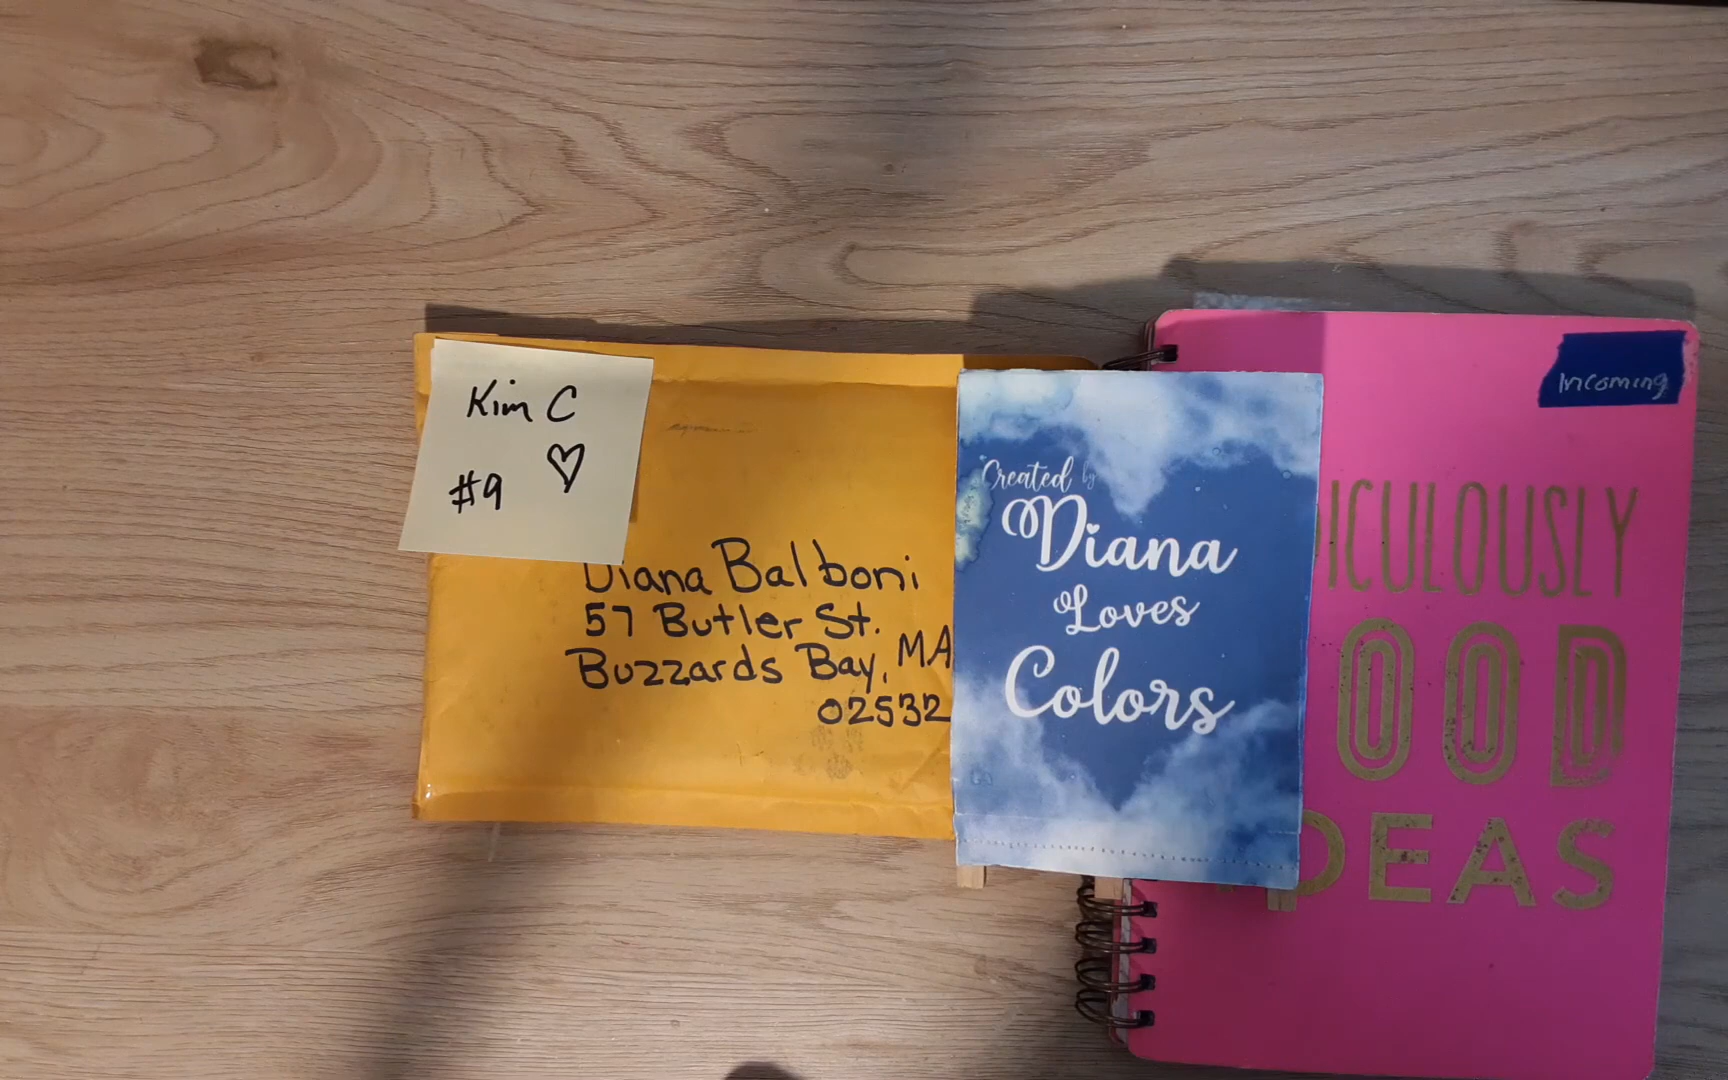 Kim C
#9
Diana Balboni
57 Butler St.
Buzzards Bay, MA
02532
Created by
Diana
Loves
Colors
Incoming
ICULOUSLY
OOD
DEAS